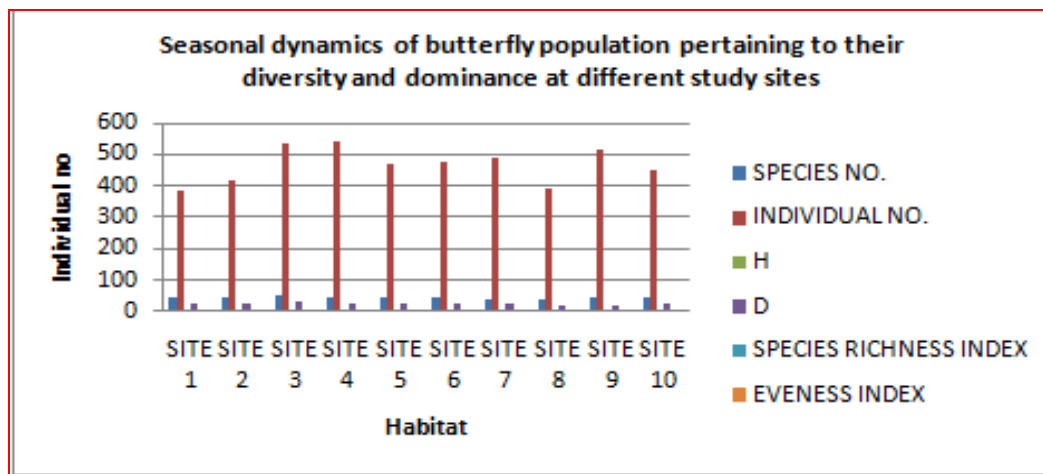 Seasonal dynamics of butterfly population pertaining to their
diversity and dominance at different study sites
600
500
400
300
200
100
0
Individual no
SITE SITE SITE SITE SITE SITE SITE SITE SITE SITE
1 2 3 4 5 6 7 8 9 10
Habitat
SPECIES NO.
INDIVIDUAL NO.
H
D
SPECIES RICHNESS INDEX
EVENESS INDEX